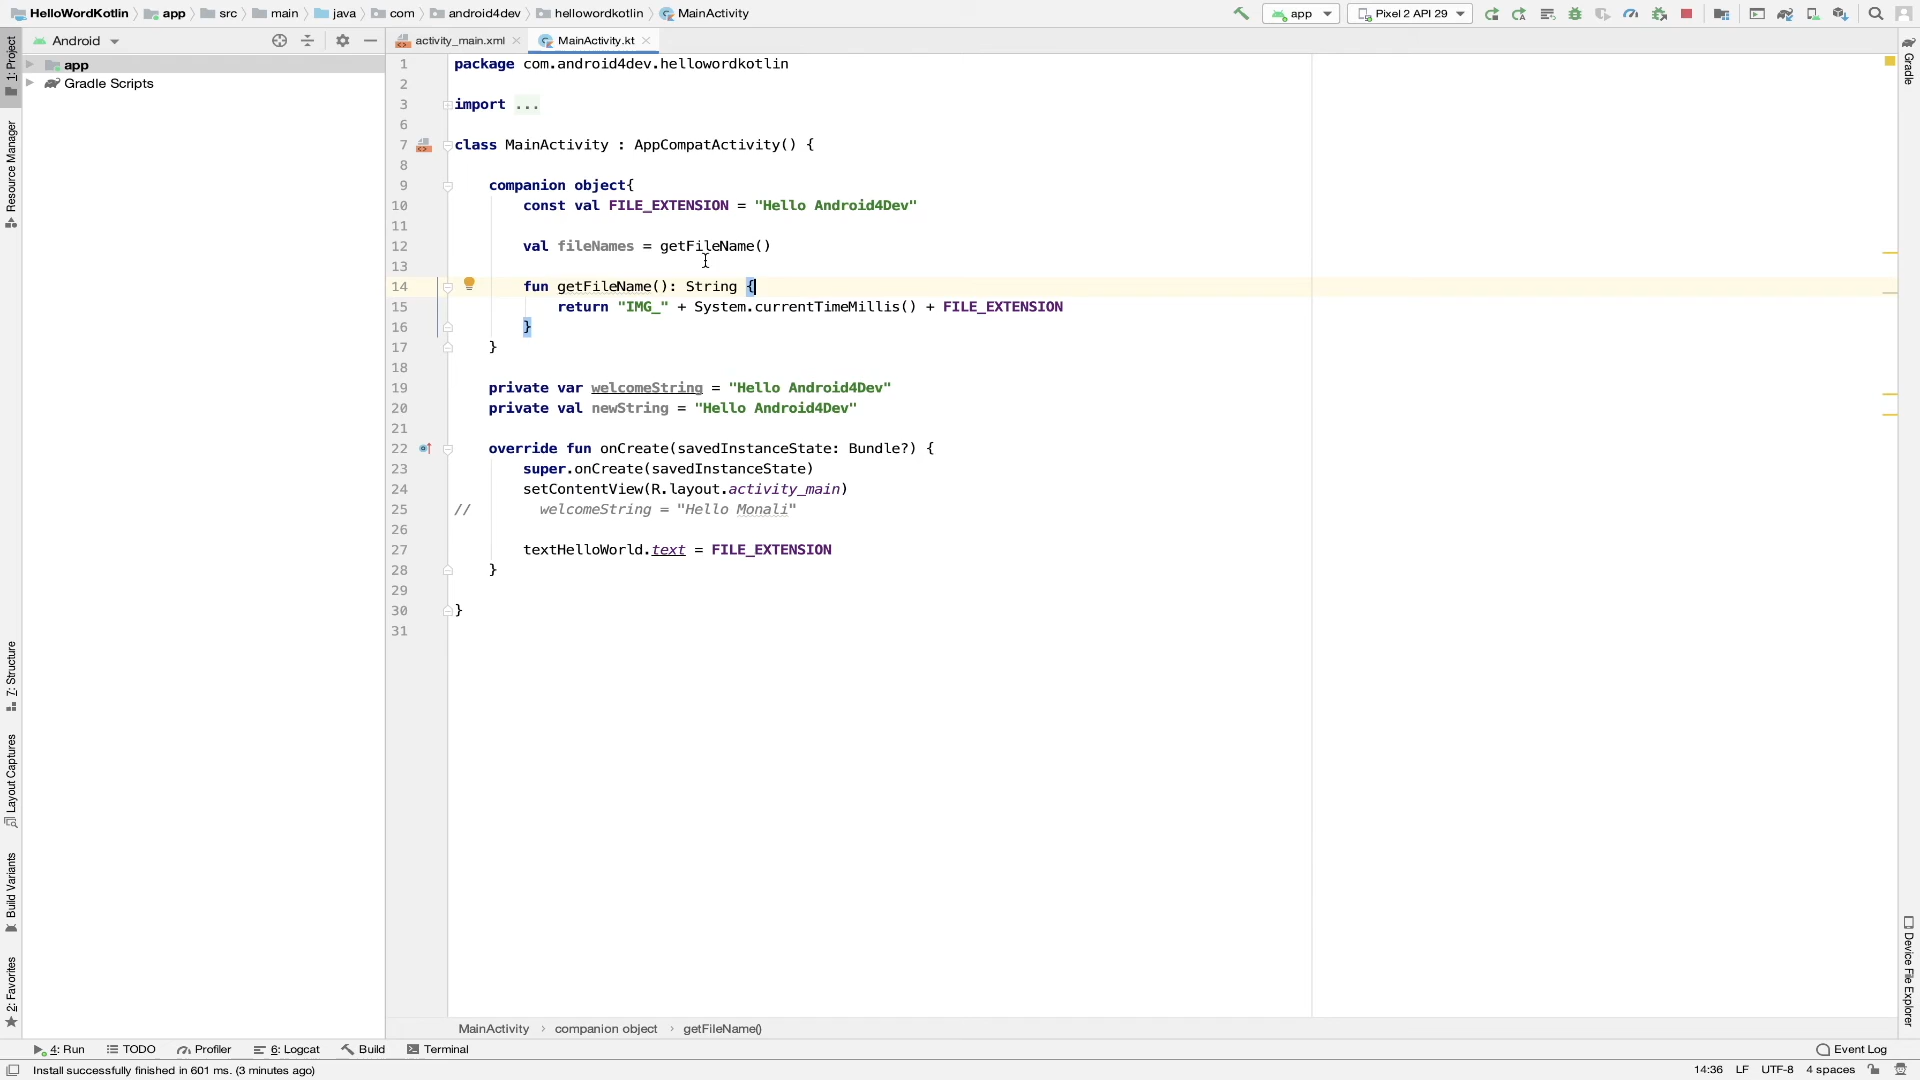 HelloWordKotlin app src main java com android4dev hellowordkotlin MainActivity
app Pixel 2 API 29
Android
activity_main.xml MainActivity.kt
1: Project
Resource Manager
7: Structure
Layout Captures
Build Variants
2: Favorites
app
Gradle Scripts
1 package com.android4dev.hellowordkotlin
2
3 import ...
6
7 class MainActivity : AppCompatActivity() {
8
9 companion object{
10 const val FILE_EXTENSION = "Hello Android4Dev"
11
12 val fileNames = getFileName()
13
14 fun getFileName(): String {
15 return "IMG_" + System.currentTimeMillis() + FILE_EXTENSION
16 }
17 }
18
19 private var welcomeString = "Hello Android4Dev"
20 private val newString = "Hello Android4Dev"
21
22 override fun onCreate(savedInstanceState: Bundle?) {
23 super.onCreate(savedInstanceState)
24 setContentView(R.layout.activity_main)
25 // welcomeString = "Hello Monali"
26
27 textHelloWorld.text = FILE_EXTENSION
28 }
29
30 }
31
Gradle
Device File Explorer
MainActivity › companion object › getFileName()
4: Run TODO Profiler 6: Logcat Build Terminal Event Log
Install successfully finished in 601 ms. (3 minutes ago) 14:36 LF UTF-8 4 spaces